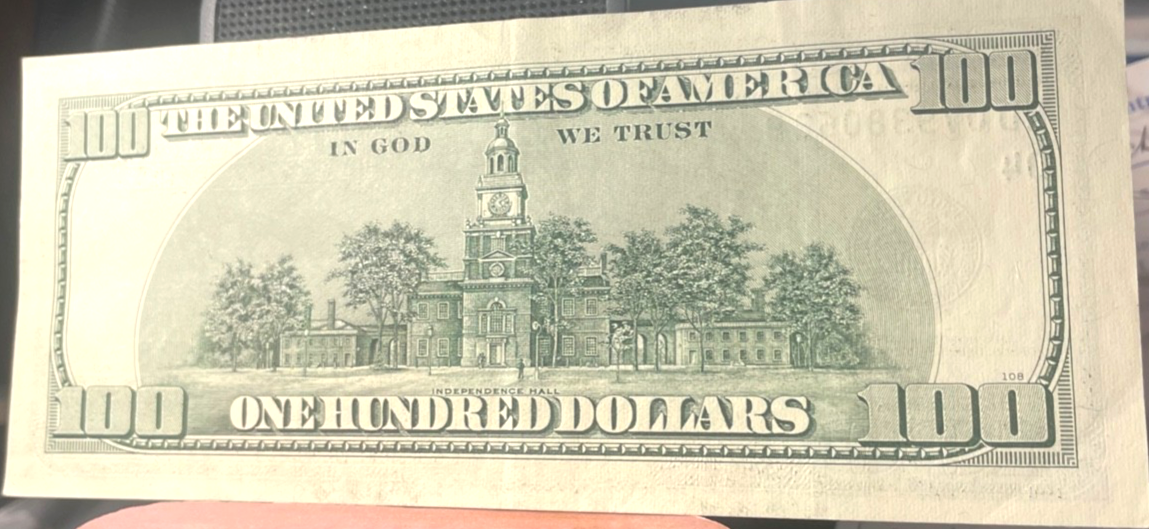 THE UNITED STATES OF AMERICA
100
100
IN GOD WE TRUST
INDEPENDENCE HALL
108
100
ONE HUNDRED DOLLARS
100